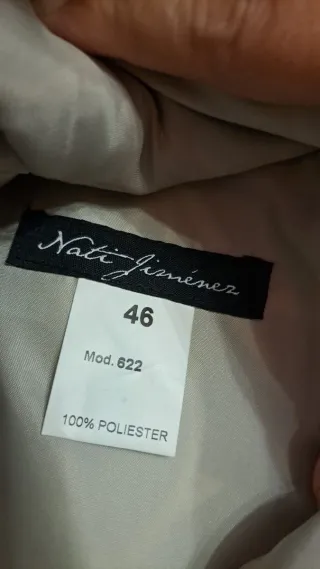 Nati Jiménez
46
Mod. 622
100% POLIESTER